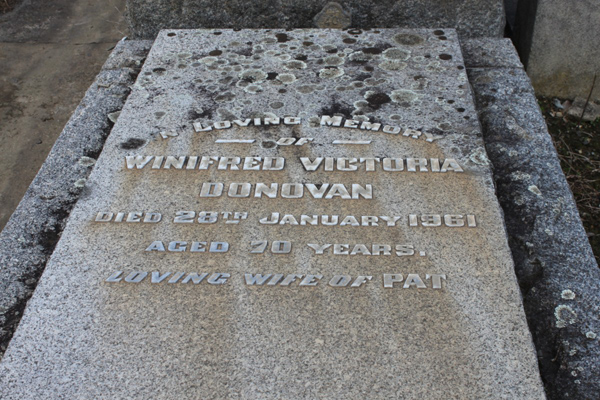 IN LOVING MEMORY
OF
WINIFRED VICTORIA
DONOVAN
DIED 28TH JANUARY 1961
AGED 70 YEARS.
LOVING WIFE OF PAT